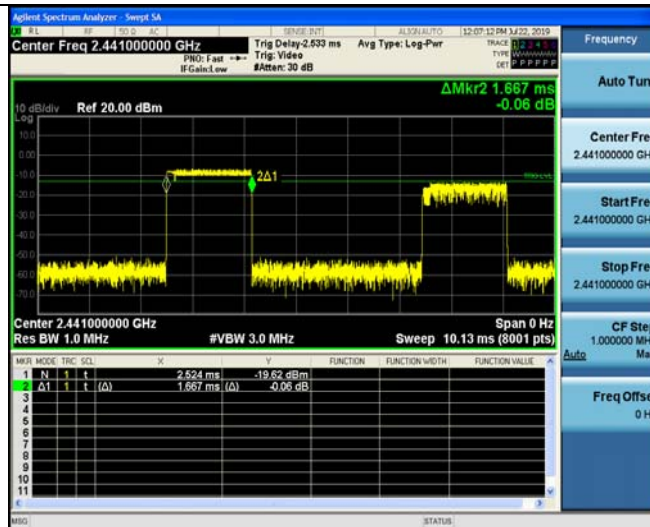 Agilent Spectrum Analyzer - Swept SA
RL RF 50 Ω AC SENSE:INT ALIGN AUTO 12:07:12 PM Jul 22, 2019
Center Freq 2.441000000 GHz
PNO: Fast
IFGain:Low
Trig Delay-2.533 ms
Trig: Video
#Atten: 30 dB
Avg Type: Log-Pwr
TRACE 1 2 3 4 5 6
TYPE
DET P P P P P P
ΔMkr2 1.667 ms
-0.06 dB
10 dB/div Ref 20.00 dBm
Log
10.0
0.00
-10.0
-20.0
-30.0
-40.0
-50.0
-60.0
-70.0
2Δ1
TRIG LVL
Center 2.441000000 GHz Span 0 Hz
Res BW 1.0 MHz #VBW 3.0 MHz Sweep 10.13 ms (8001 pts)
MKR MODE TRC SCL X Y FUNCTION FUNCTION WIDTH FUNCTION VALUE
1 N 1 t 2.524 ms -19.62 dBm
2 Δ1 1 t (Δ) 1.667 ms (Δ) -0.06 dB
3
4
5
6
7
8
9
10
11
MSG STATUS
Frequency
Auto Tun
Center Fre
2.441000000 GH
Start Fre
2.441000000 GH
Stop Fre
2.441000000 GH
CF Ste
1.000000 MH
Auto Ma
Freq Offse
0 H